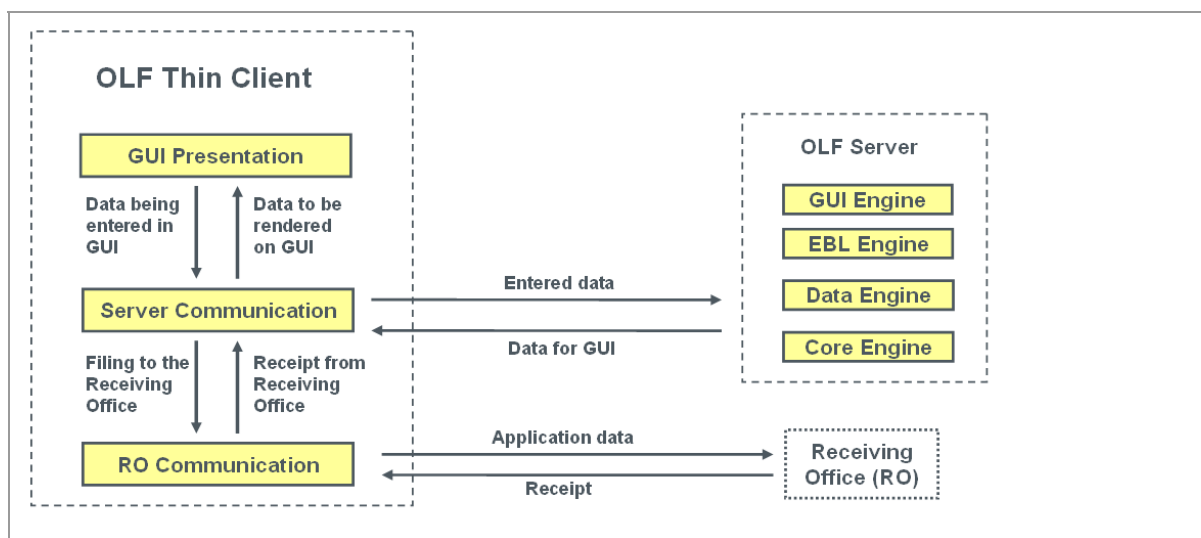 OLF Thin Client
GUI Presentation
Data being
entered in
GUI
Data to be
rendered
on GUI
Server Communication
Filing to the
Receiving
Office
Receipt from
Receiving
Office
RO Communication
Entered data
Data for GUI
Application data
Receipt
OLF Server
GUI Engine
EBL Engine
Data Engine
Core Engine
Receiving
Office (RO)